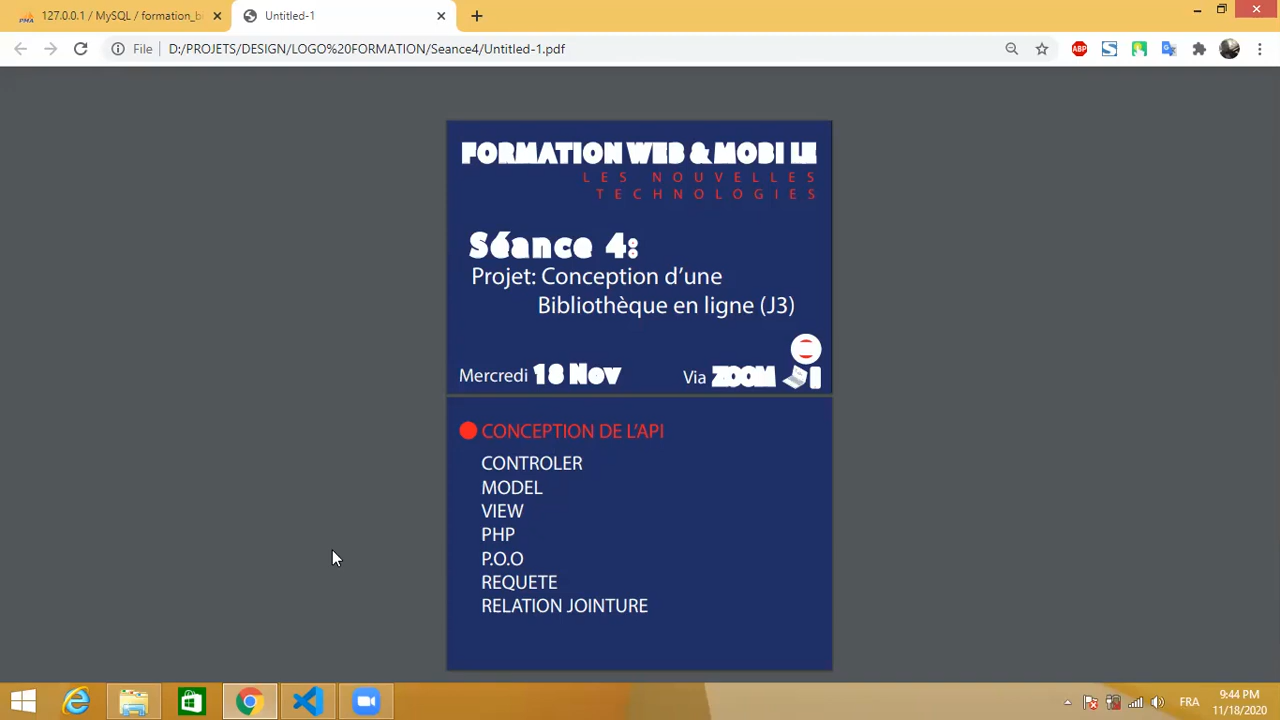 127.0.0.1 / MySQL / formation_b
Untitled-1
File
D:/PROJETS/DESIGN/LOGO%20FORMATION/Seance4/Untitled-1.pdf
ABP
FORMATION WEB & MOBILE
LES NOUVELLES
TECHNOLOGIES
Séance 4:
Projet: Conception d’une
Bibliothèque en ligne (J3)
Mercredi 18 Nov
Via ZOOM
CONCEPTION DE L’API
CONTROLER
MODEL
VIEW
PHP
P.O.O
REQUETE
RELATION JOINTURE
FRA
9:44 PM
11/18/2020